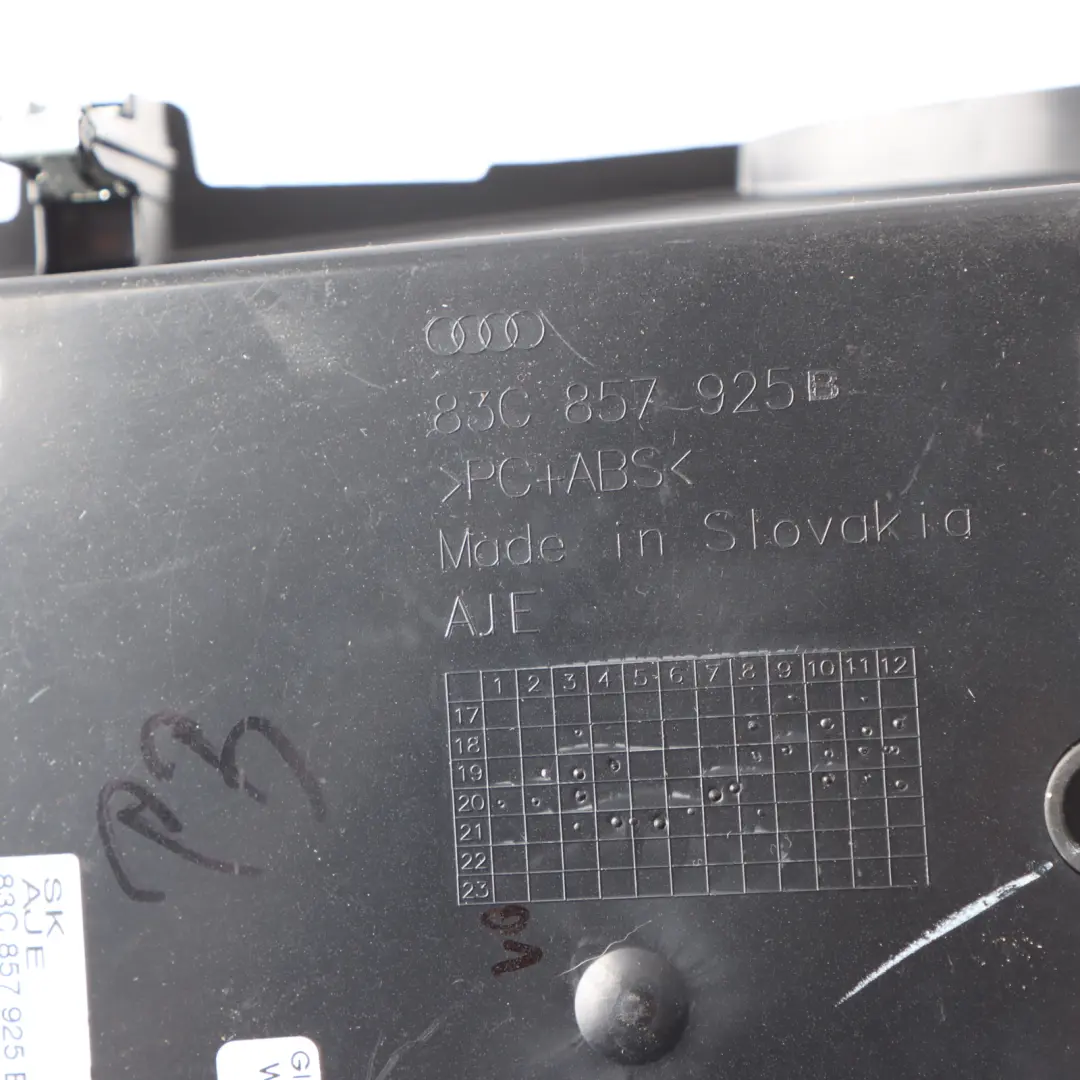 83C 857 925 B
>PC+ABS<
Made in Slovakia
AJE
1 2 3 4 5 6 7 8 9 10 11 12
17
18
19
20
21
22
23
SK
AJE
83C 857 925